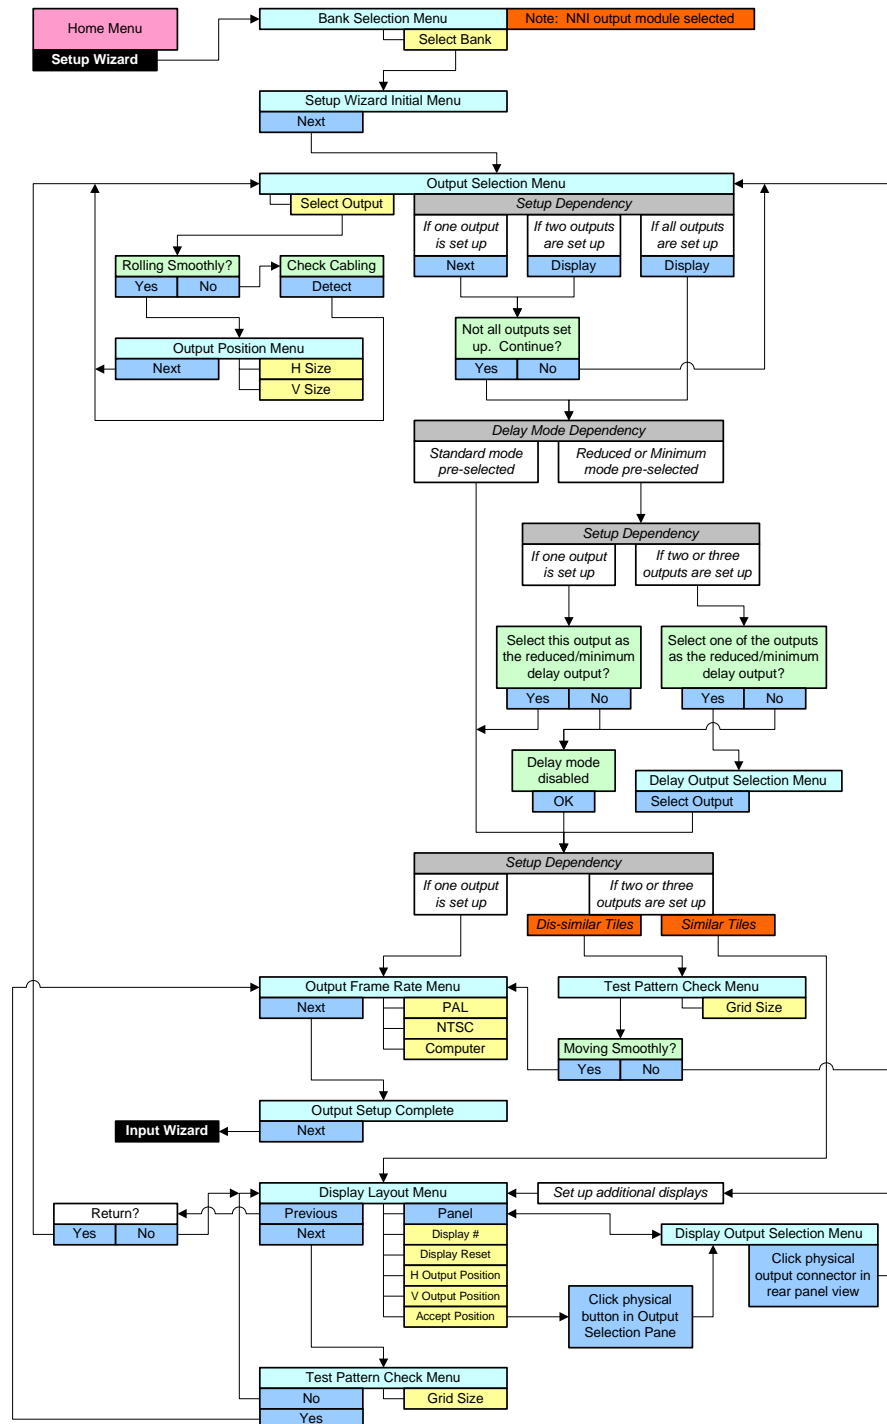 Home Menu
Setup Wizard
Bank Selection Menu
Note:  NNI output module selected
Select Bank
Setup Wizard Initial Menu
Next
Output Selection Menu
Select Output
Setup Dependency
If one output
is set up
If two outputs
are set up
If all outputs
are set up
Next
Display
Display
Rolling Smoothly?
Yes
No
Check Cabling
Detect
Not all outputs set
up.  Continue?
Yes
No
Output Position Menu
Next
H Size
V Size
Delay Mode Dependency
Standard mode
pre-selected
Reduced or Minimum
mode pre-selected
Setup Dependency
If one output
is set up
If two or three
outputs are set up
Select this output as
the reduced/minimum
delay output?
Yes
No
Select one of the outputs
as the reduced/minimum
delay output?
Yes
No
Delay mode
disabled
OK
Delay Output Selection Menu
Select Output
Setup Dependency
If one output
is set up
If two or three
outputs are set up
Dis-similar Tiles
Similar Tiles
Output Frame Rate Menu
Next
PAL
NTSC
Computer
Test Pattern Check Menu
Grid Size
Moving Smoothly?
Yes
No
Output Setup Complete
Next
Input Wizard
Display Layout Menu
Previous
Next
Panel
Display #
Display Reset
H Output Position
V Output Position
Accept Position
Return?
Yes
No
Set up additional displays
Display Output Selection Menu
Click physical
output connector in
rear panel view
Click physical
button in Output
Selection Pane
Test Pattern Check Menu
No
Yes
Grid Size